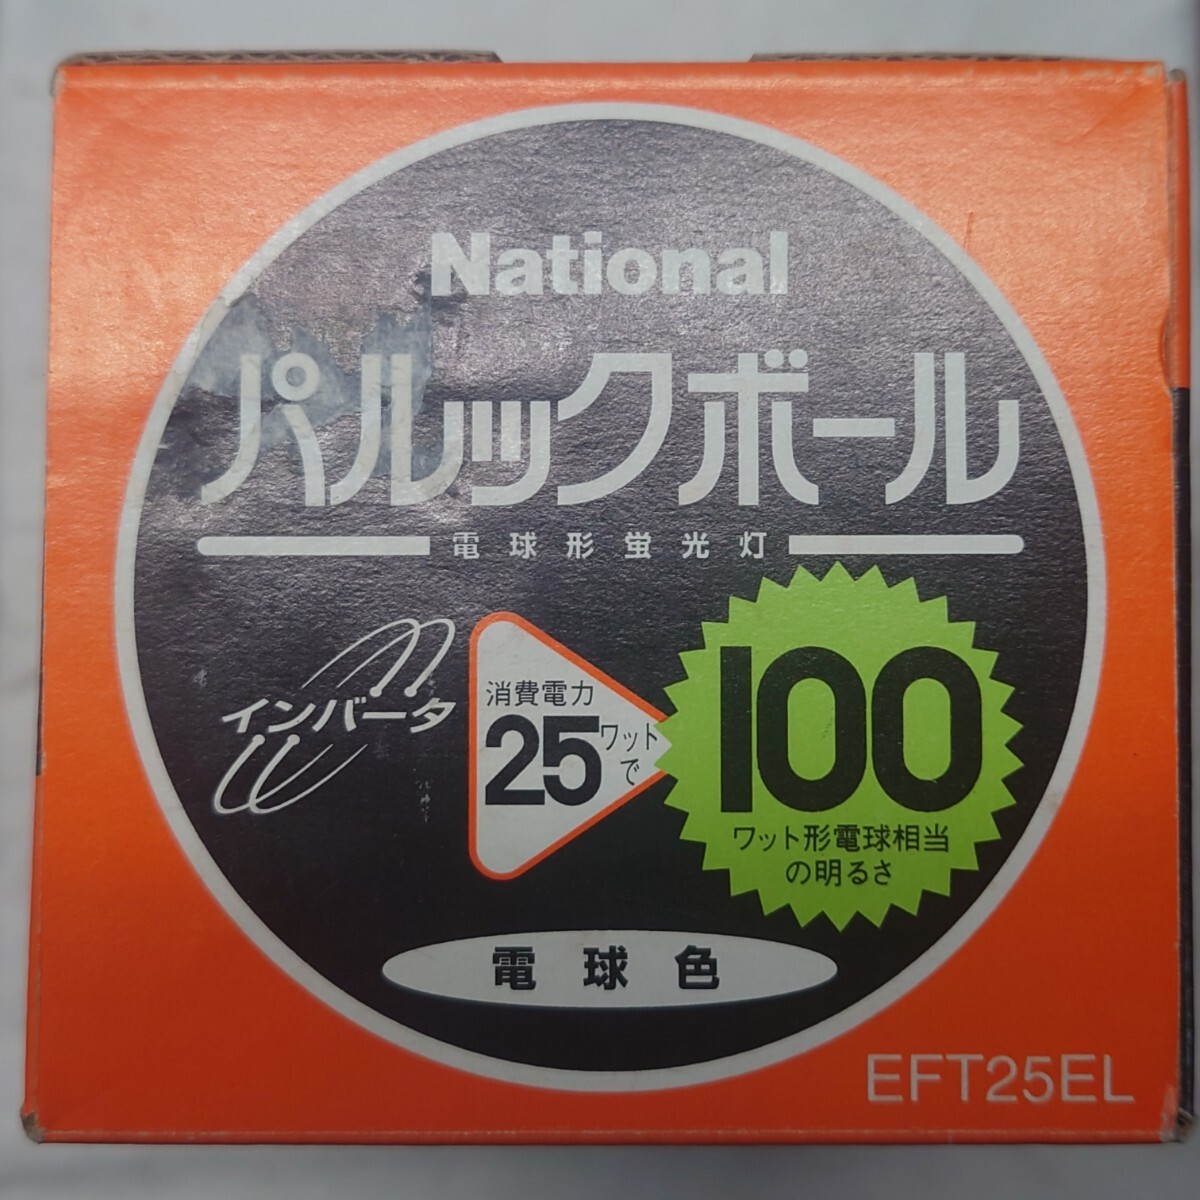 National
パルックボール
電球形蛍光灯
インバータ
消費電力
25ワットで
100
ワット形電球相当
の明るさ
電球色
EFT25EL